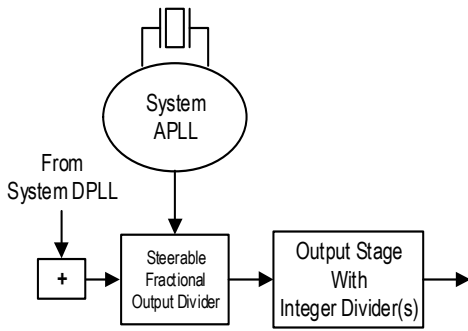 System
APLL
From
System DPLL
+
Steerable
Fractional
Output Divider
Output Stage
With
Integer Divider(s)